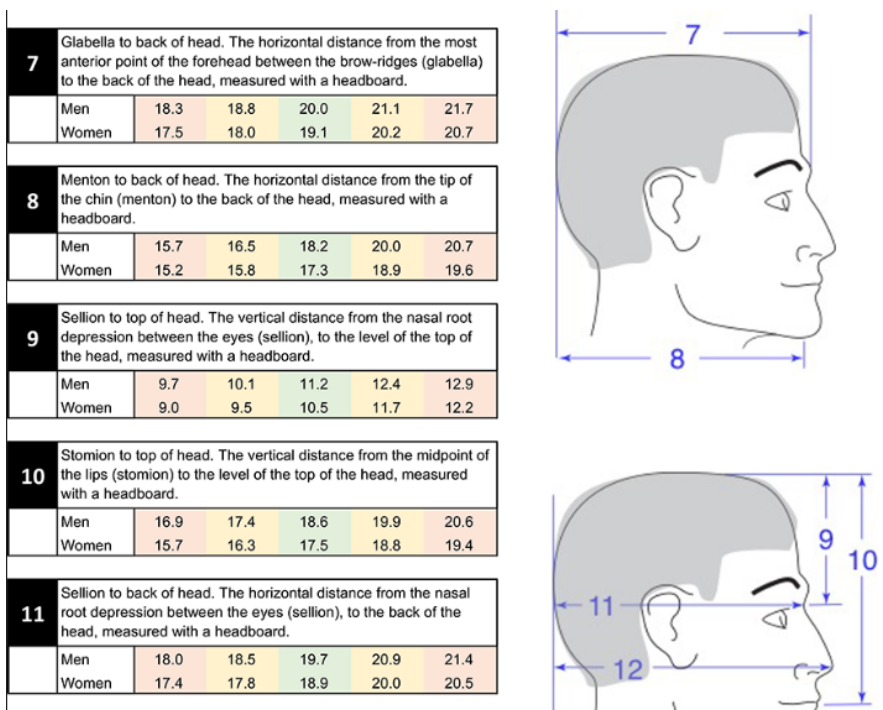 7
Glabella to back of head. The horizontal distance from the most
anterior point of the forehead between the brow-ridges (glabella)
to the back of the head, measured with a headboard.
Men 18.3 18.8 20.0 21.1 21.7
Women 17.5 18.0 19.1 20.2 20.7
8
Menton to back of head. The horizontal distance from the tip of
the chin (menton) to the back of the head, measured with a
headboard.
Men 15.7 16.5 18.2 20.0 20.7
Women 15.2 15.8 17.3 18.9 19.6
9
Sellion to top of head. The vertical distance from the nasal root
depression between the eyes (sellion), to the level of the top of
the head, measured with a headboard.
Men 9.7 10.1 11.2 12.4 12.9
Women 9.0 9.5 10.5 11.7 12.2
10
Stomion to top of head. The vertical distance from the midpoint of
the lips (stomion) to the level of the top of the head, measured
with a headboard.
Men 16.9 17.4 18.6 19.9 20.6
Women 15.7 16.3 17.5 18.8 19.4
11
Sellion to back of head. The horizontal distance from the nasal
root depression between the eyes (sellion), to the back of the
head, measured with a headboard.
Men 18.0 18.5 19.7 20.9 21.4
Women 17.4 17.8 18.9 20.0 20.5
7
8
9
10
11
12